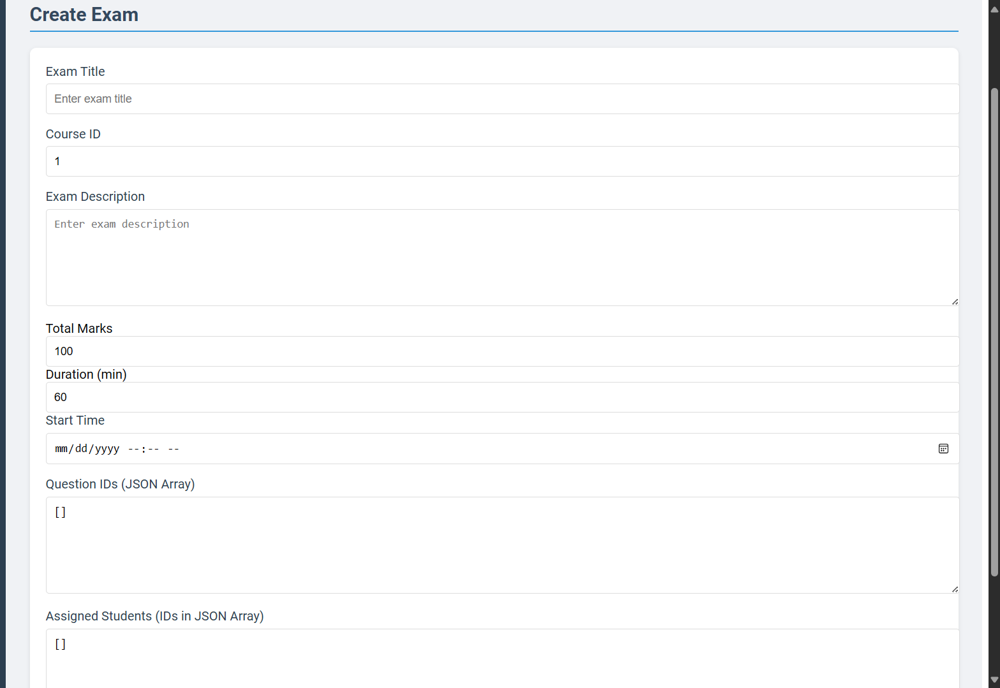 Create Exam
Exam Title
Enter exam title
Course ID
1
Exam Description
Enter exam description
Total Marks
100
Duration (min)
60
Start Time
mm/dd/yyyy --:-- --
Question IDs (JSON Array)
[]
Assigned Students (IDs in JSON Array)
[]